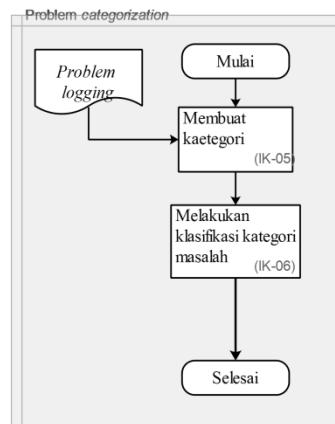 Problem categorization
Mulai
Problem
logging
Membuat
kaetegori
(IK-05)
Melakukan
klasifikasi kategori
masalah
(IK-06)
Selesai